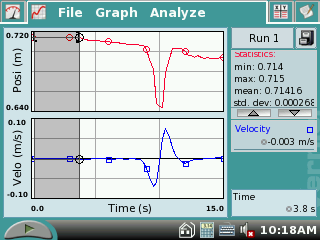 File Graph Analyze
Run 1
0.720
Posi (m)
0.640
Statistics:
min: 0.714
max: 0.715
mean: 0.71416
std. dev: 0.000268
0.10
Velo (m/s)
-0.10
Velocity
-0.003 m/s
0.0 Time (s) 15.0
Time
3.8 s
10:18AM